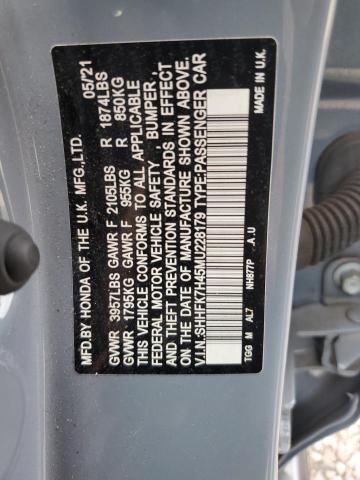 MFD.BY HONDA OF THE U.K. MFG.,LTD. 05/21
GVWR 3957LBS GAWR F 2105LBS R 1874LBS
GVWR 1795KG GAWR F 955KG R 850KG
THIS VEHICLE CONFORMS TO ALL APPLICABLE
FEDERAL MOTOR VEHICLE SAFETY , BUMPER ,
AND THEFT PREVENTION STANDARDS IN EFFECT
ON THE DATE OF MANUFACTURE SHOWN ABOVE.
V.I.N.SHHFK7H45MU228179 TYPE:PASSENGER CAR
TGG M AL7 NH877P .A.U MADE IN U.K.